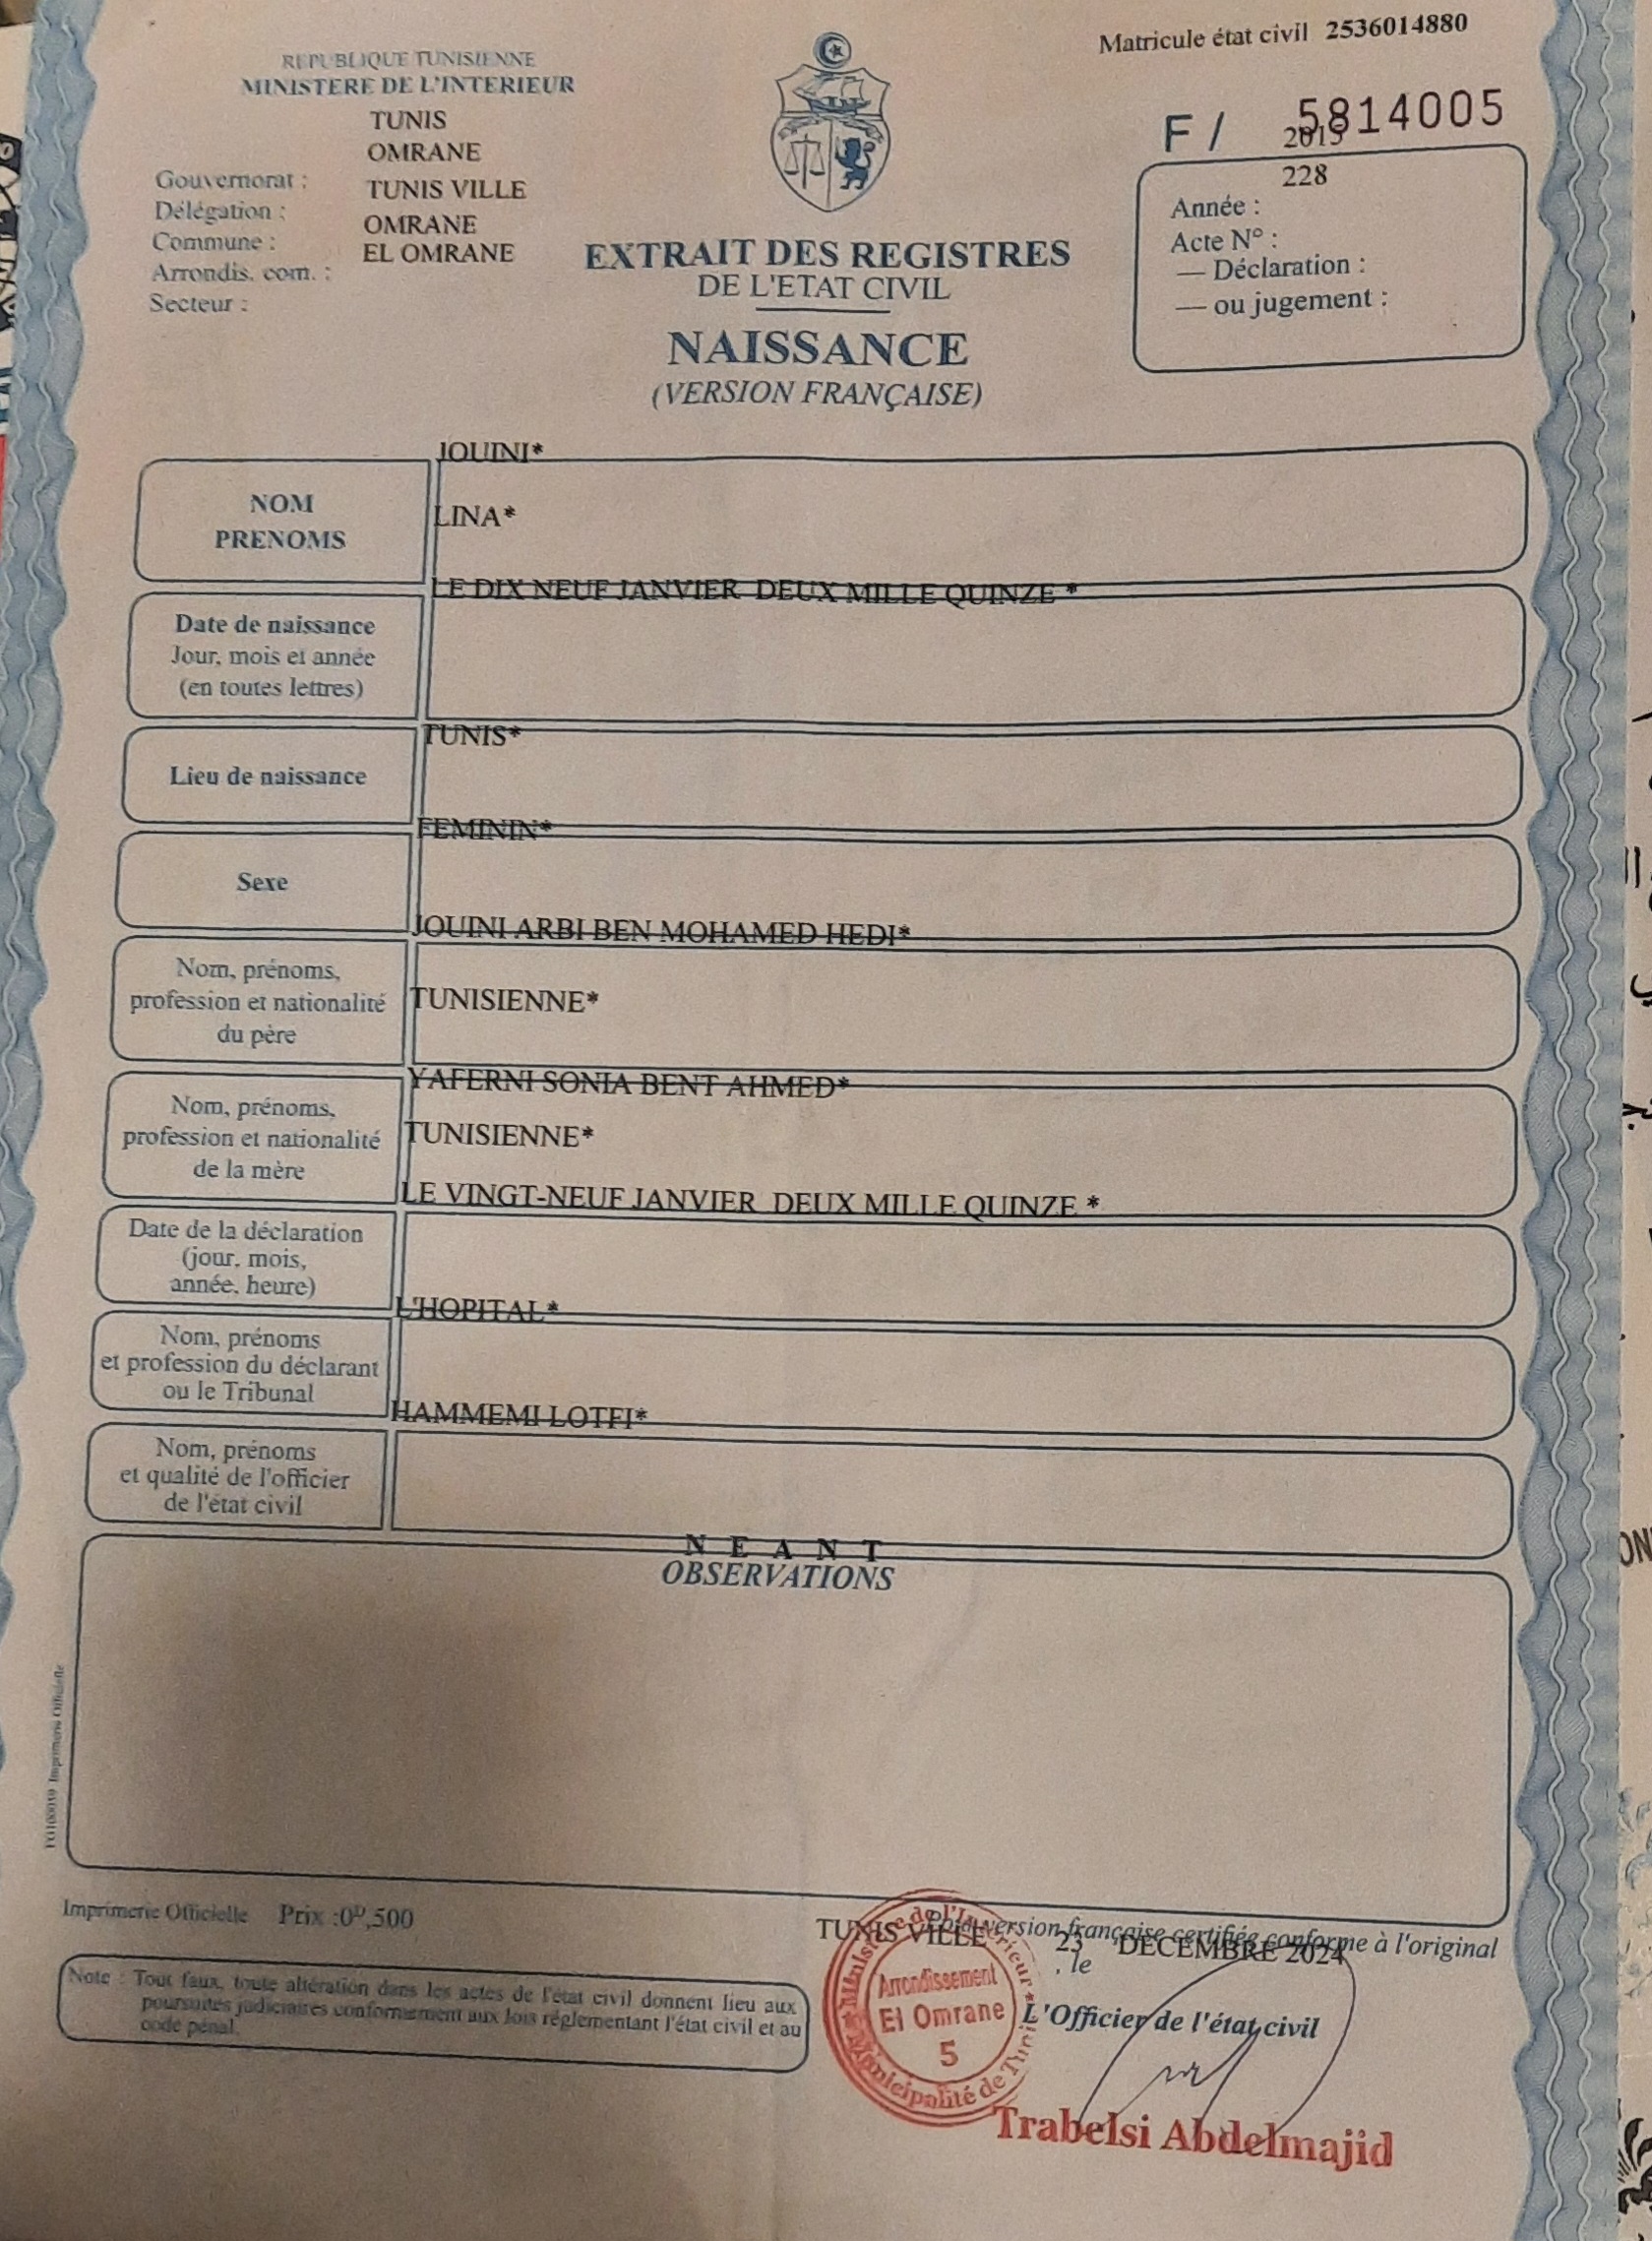 Matricule état civil 2536014880
REPUBLIQUE TUNISIENNE
MINISTERE DE L'INTERIEUR
TUNIS
OMRANE
Gouvernorat : TUNIS VILLE
Délégation : OMRANE
Commune : EL OMRANE
Arrondis. com. :
Secteur :
EXTRAIT DES REGISTRES
DE L'ETAT CIVIL
NAISSANCE
(VERSION FRANÇAISE)
F / 5814005
2015
228
Année :
Acte N° :
— Déclaration :
— ou jugement :
JOUINI*
NOM
PRENOMS
LINA*
LE DIX NEUF JANVIER DEUX MILLE QUINZE *
Date de naissance
Jour, mois et année
(en toutes lettres)
TUNIS*
Lieu de naissance
FEMININ*
Sexe
JOUINI ARBI BEN MOHAMED HEDI*
Nom, prénoms,
profession et nationalité
du père
TUNISIENNE*
YAFERNI SONIA BENT AHMED*
Nom, prénoms,
profession et nationalité
de la mère
TUNISIENNE*
LE VINGT-NEUF JANVIER DEUX MILLE QUINZE *
Date de la déclaration
(jour, mois,
année, heure)
L'HOPITAL*
Nom, prénoms
et profession du déclarant
ou le Tribunal
HAMMEMI LOTFI*
Nom, prénoms
et qualité de l'officier
de l'état civil
N E A N T
OBSERVATIONS
Imprimerie Officielle
Imprimerie Officielle Prix :0ᴰ,500
Note : Tout faux, toute altération dans les actes de l'état civil donnent lieu aux
poursuites judiciaires conformément aux lois réglementant l'état civil et au
code pénal.
Pour version française certifiée conforme à l'original
TUNIS VILLE , le 23 DECEMBRE 2024
L'Officier de l'état civil
Ministère de l'Intérieur
Arrondissement
El Omrane
5
Municipalité de Tunis
Trabelsi Abdelmajid